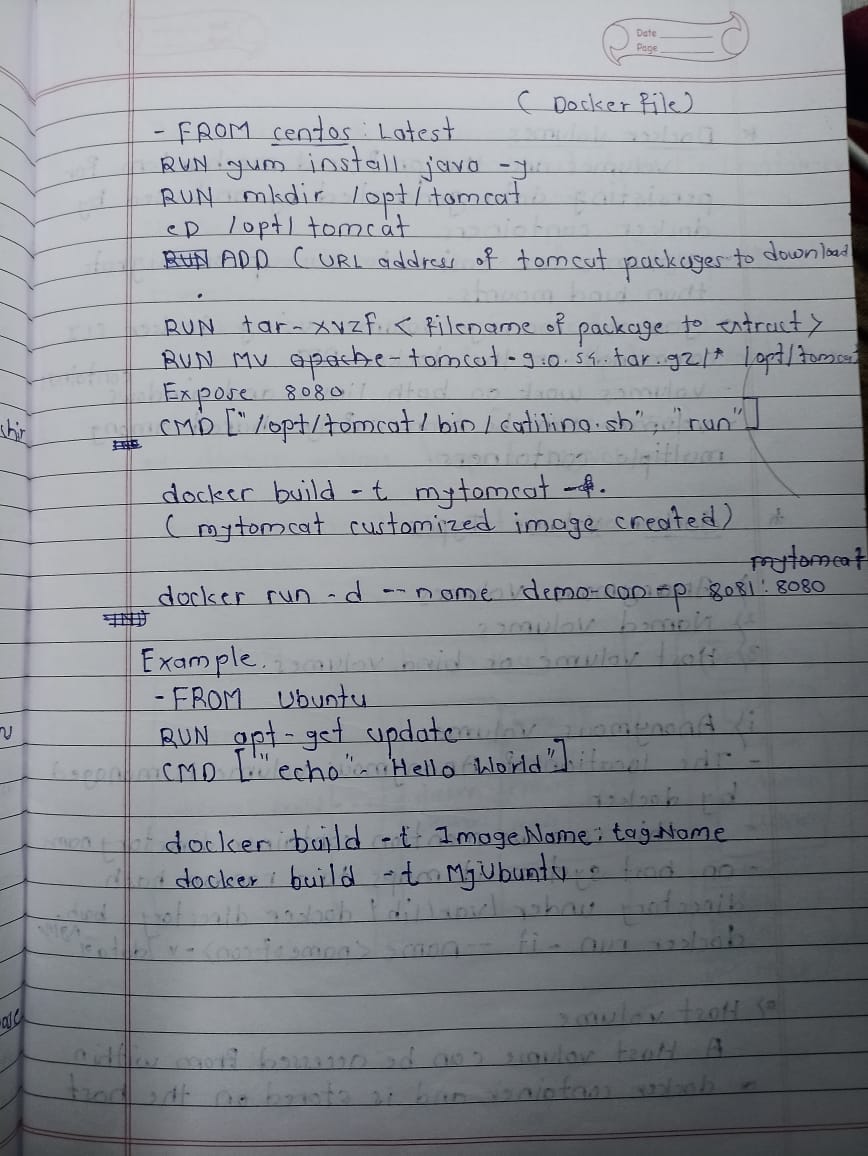 Date
Page
( Docker file)
- FROM centos : Latest
RUN yum install java -y
RUN mkdir /opt/tomcat
CD /opt/ tomcat
RUN ADD ( URL address of tomcat packages to download
RUN tar - xvzf < filename of package to extract >
RUN MV apache - tomcat - 9.0.54.tar.gz/* /opt/tomcat
Expose 8080
CMD ["/opt/tomcat/bin/catilina.sh", "run"]
docker build -t mytomcat .
( mytomcat customized image created )
mytomcat
docker run - d -- name demo-con -p 8081 : 8080
Example.
- FROM Ubuntu
RUN apt - get update
CMD ["echo" - Hello World"]
docker build -t ImageName : tagName
docker build -t MyUbuntu